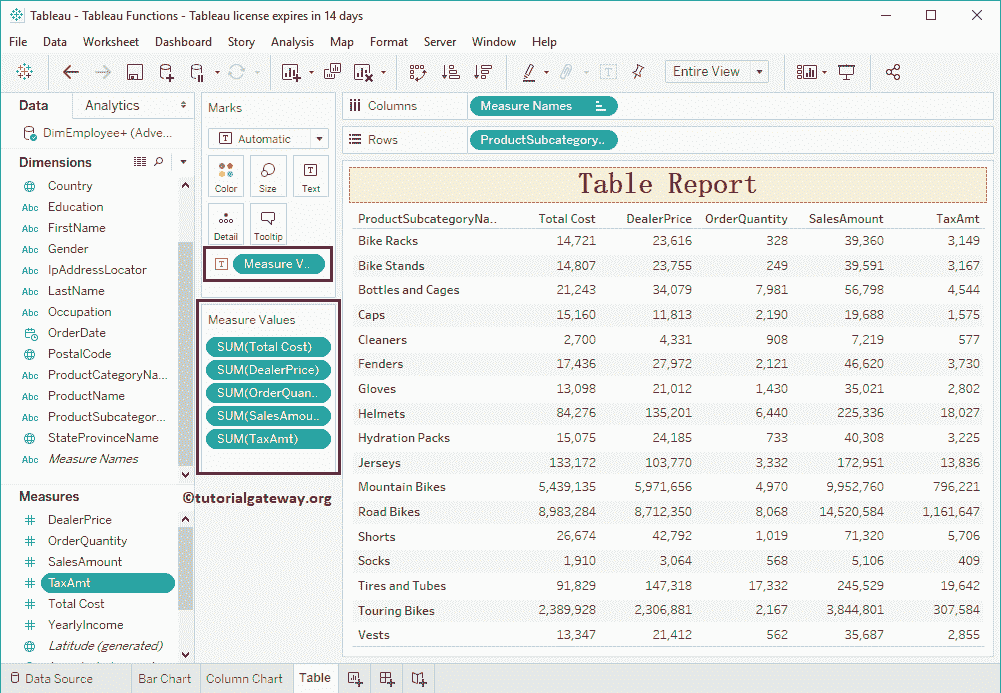 Tableau - Tableau Functions - Tableau license expires in 14 days
File Data Worksheet Dashboard Story Analysis Map Format Server Window Help
Entire View
Data Analytics
DimEmployee+ (Adve...
Dimensions
Country
Abc Education
Abc FirstName
Abc Gender
Abc IpAddressLocator
Abc LastName
Abc Occupation
OrderDate
PostalCode
Abc ProductCategoryNa...
Abc ProductName
Abc ProductSubcategor...
StateProvinceName
Abc Measure Names
Measures
# DealerPrice
# OrderQuantity
# SalesAmount
# TaxAmt
# Total Cost
# YearlyIncome
Latitude (generated)
Marks
T Automatic
Color Size Text
Detail Tooltip
T Measure V..
Measure Values
SUM(Total Cost)
SUM(DealerPrice)
SUM(OrderQuan..
SUM(SalesAmou..
SUM(TaxAmt)
©tutorialgateway.org
Columns Measure Names
Rows ProductSubcategory..
Table Report
ProductSubcategoryNa.. Total Cost DealerPrice OrderQuantity SalesAmount TaxAmt
Bike Racks 14,721 23,616 328 39,360 3,149
Bike Stands 14,807 23,755 249 39,591 3,167
Bottles and Cages 21,243 34,079 7,981 56,798 4,544
Caps 15,160 11,813 2,190 19,688 1,575
Cleaners 2,700 4,331 908 7,219 577
Fenders 17,436 27,972 2,121 46,620 3,730
Gloves 13,098 21,012 1,430 35,021 2,802
Helmets 84,276 135,201 6,440 225,336 18,027
Hydration Packs 15,075 24,185 733 40,308 3,225
Jerseys 133,172 103,770 3,332 172,951 13,836
Mountain Bikes 5,439,135 5,971,656 4,970 9,952,760 796,221
Road Bikes 8,983,284 8,712,350 8,068 14,520,584 1,161,647
Shorts 26,674 42,792 1,019 71,320 5,706
Socks 1,910 3,064 568 5,106 409
Tires and Tubes 91,829 147,318 17,332 245,529 19,642
Touring Bikes 2,389,928 2,306,881 2,167 3,844,801 307,584
Vests 13,347 21,412 562 35,687 2,855
Data Source Bar Chart Column Chart Table